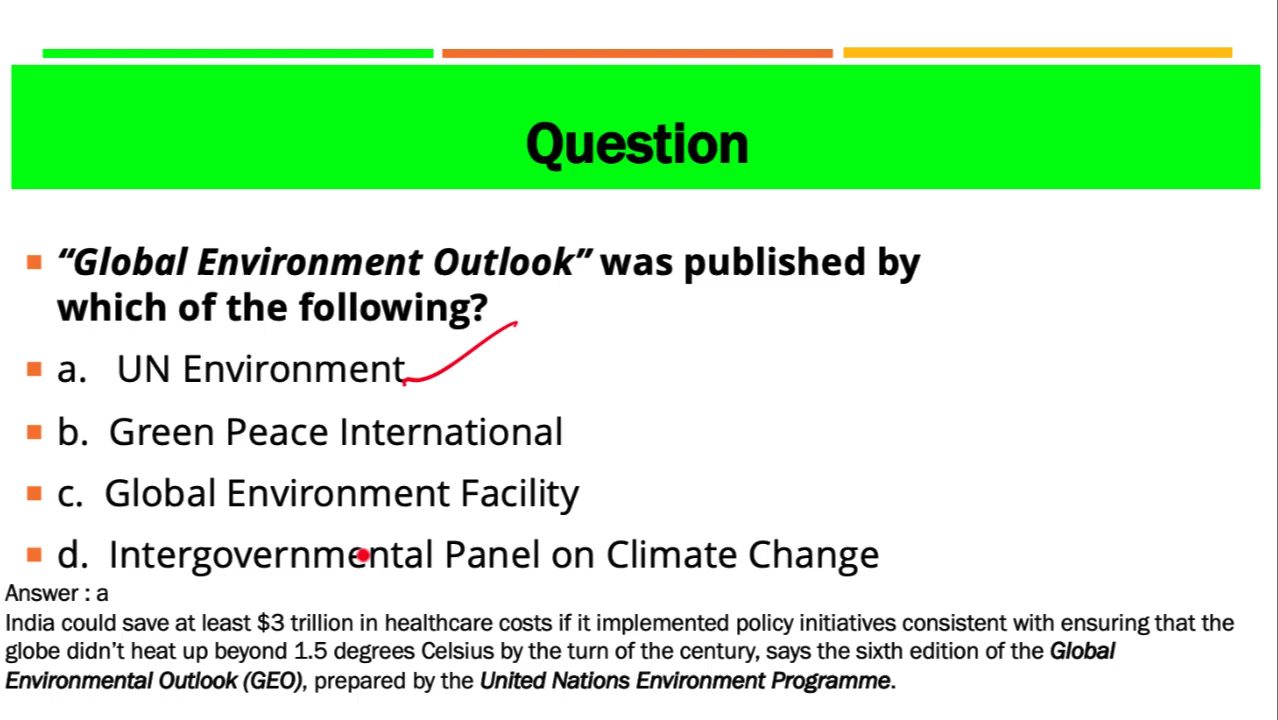 Question
“Global Environment Outlook” was published by
which of the following?
a. UN Environment
b. Green Peace International
c. Global Environment Facility
d. Intergovernmental Panel on Climate Change
Answer : a
India could save at least $3 trillion in healthcare costs if it implemented policy initiatives consistent with ensuring that the
globe didn’t heat up beyond 1.5 degrees Celsius by the turn of the century, says the sixth edition of the Global
Environmental Outlook (GEO), prepared by the United Nations Environment Programme.